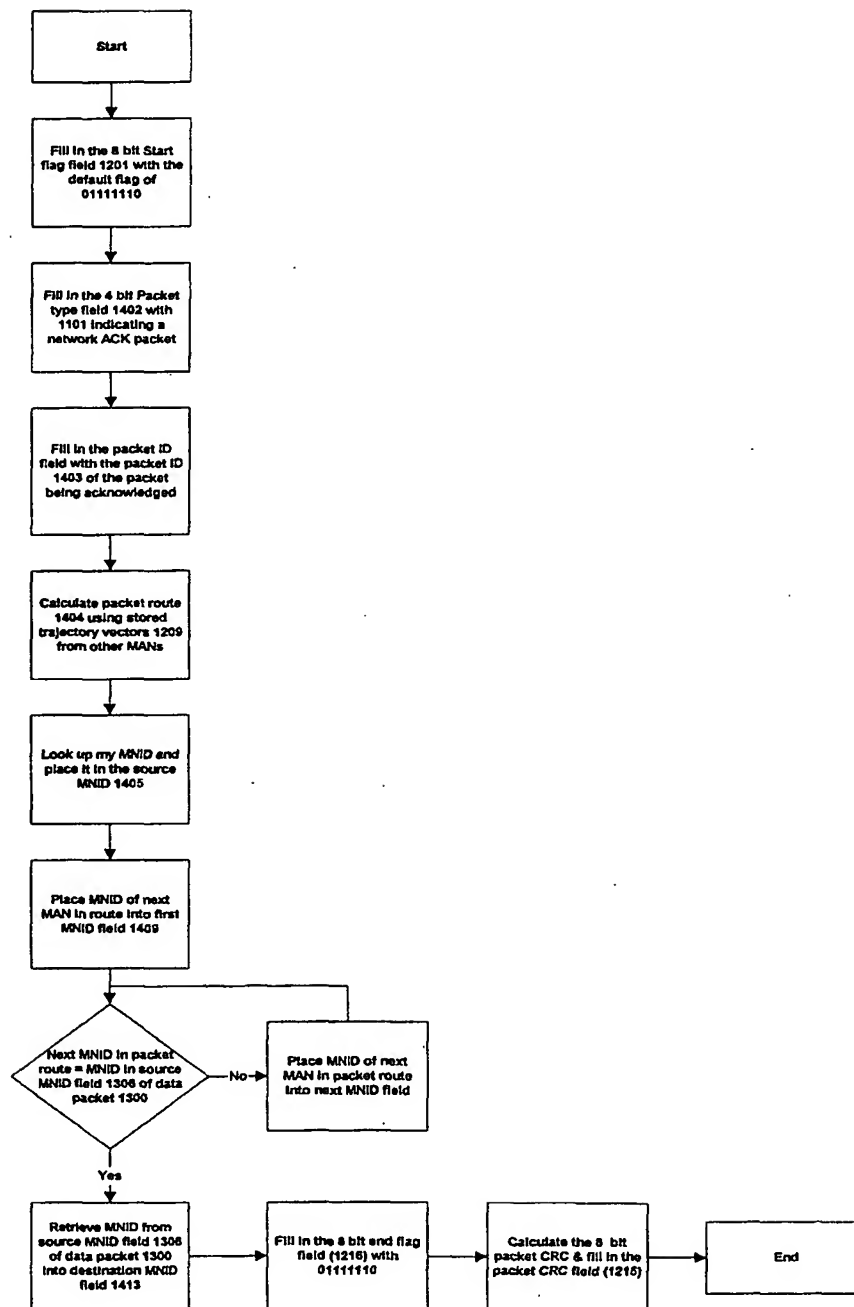 Start
Fill in the 8 bit Start
flag field 1201 with the
default flag of
01111110
Fill in the 4 bit Packet
type field 1402 with
1101 indicating a
network ACK packet
Fill in the packet ID
field with the packet ID
1403 of the packet
being acknowledged
Calculate packet route
1404 using stored
trajectory vectors 1209
from other MANs
Look up my MNID and
place it in the source
MNID 1405
Place MNID of next
MAN in route into first
MNID field 1409
Next MNID in packet
route = MNID in source
MNID field 1306 of data
packet 1300
No
Place MNID of next
MAN in packet route
into next MNID field
Yes
Retrieve MNID from
source MNID field 1306
of data packet 1300
into destination MNID
field 1413
Fill in the 8 bit end flag
field (1216) with
01111110
Calculate the 8 bit
packet CRC & fill in the
packet CRC field (1215)
End